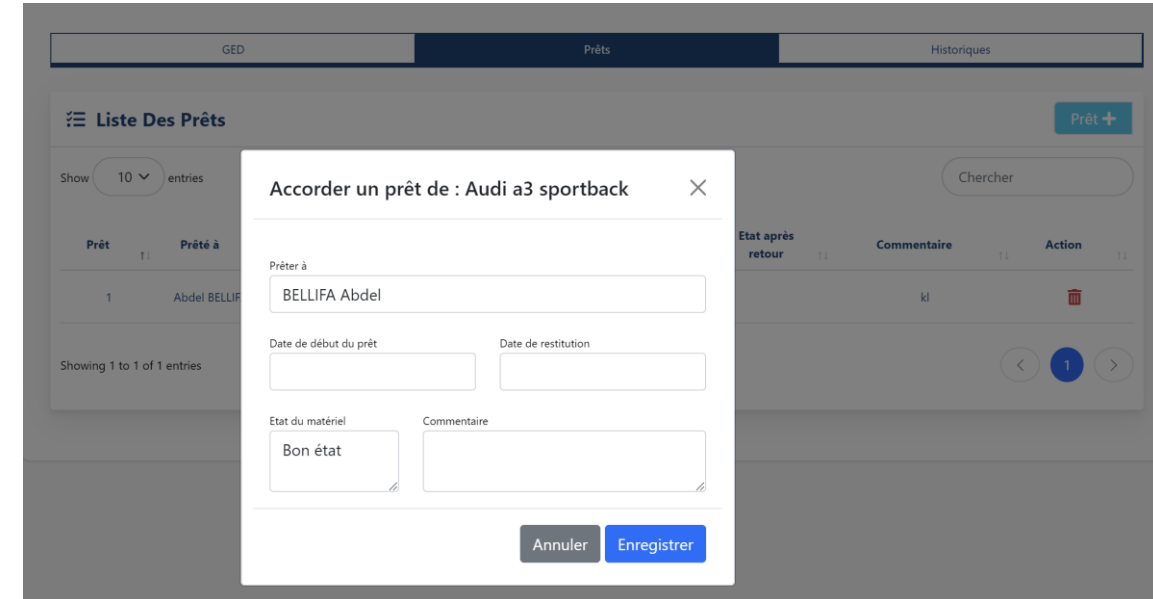 GED
Prêts
Historiques
Liste Des Prêts
Prêt +
Show 10 entries
Chercher
Accorder un prêt de : Audi a3 sportback
Prêt
Prêté à
Etat après
retour
Commentaire
Action
1
Abdel BELLIF
kl
Prêter à
BELLIFA Abdel
Date de début du prêt
Date de restitution
Etat du matériel
Commentaire
Bon état
Showing 1 to 1 of 1 entries
1
Annuler
Enregistrer